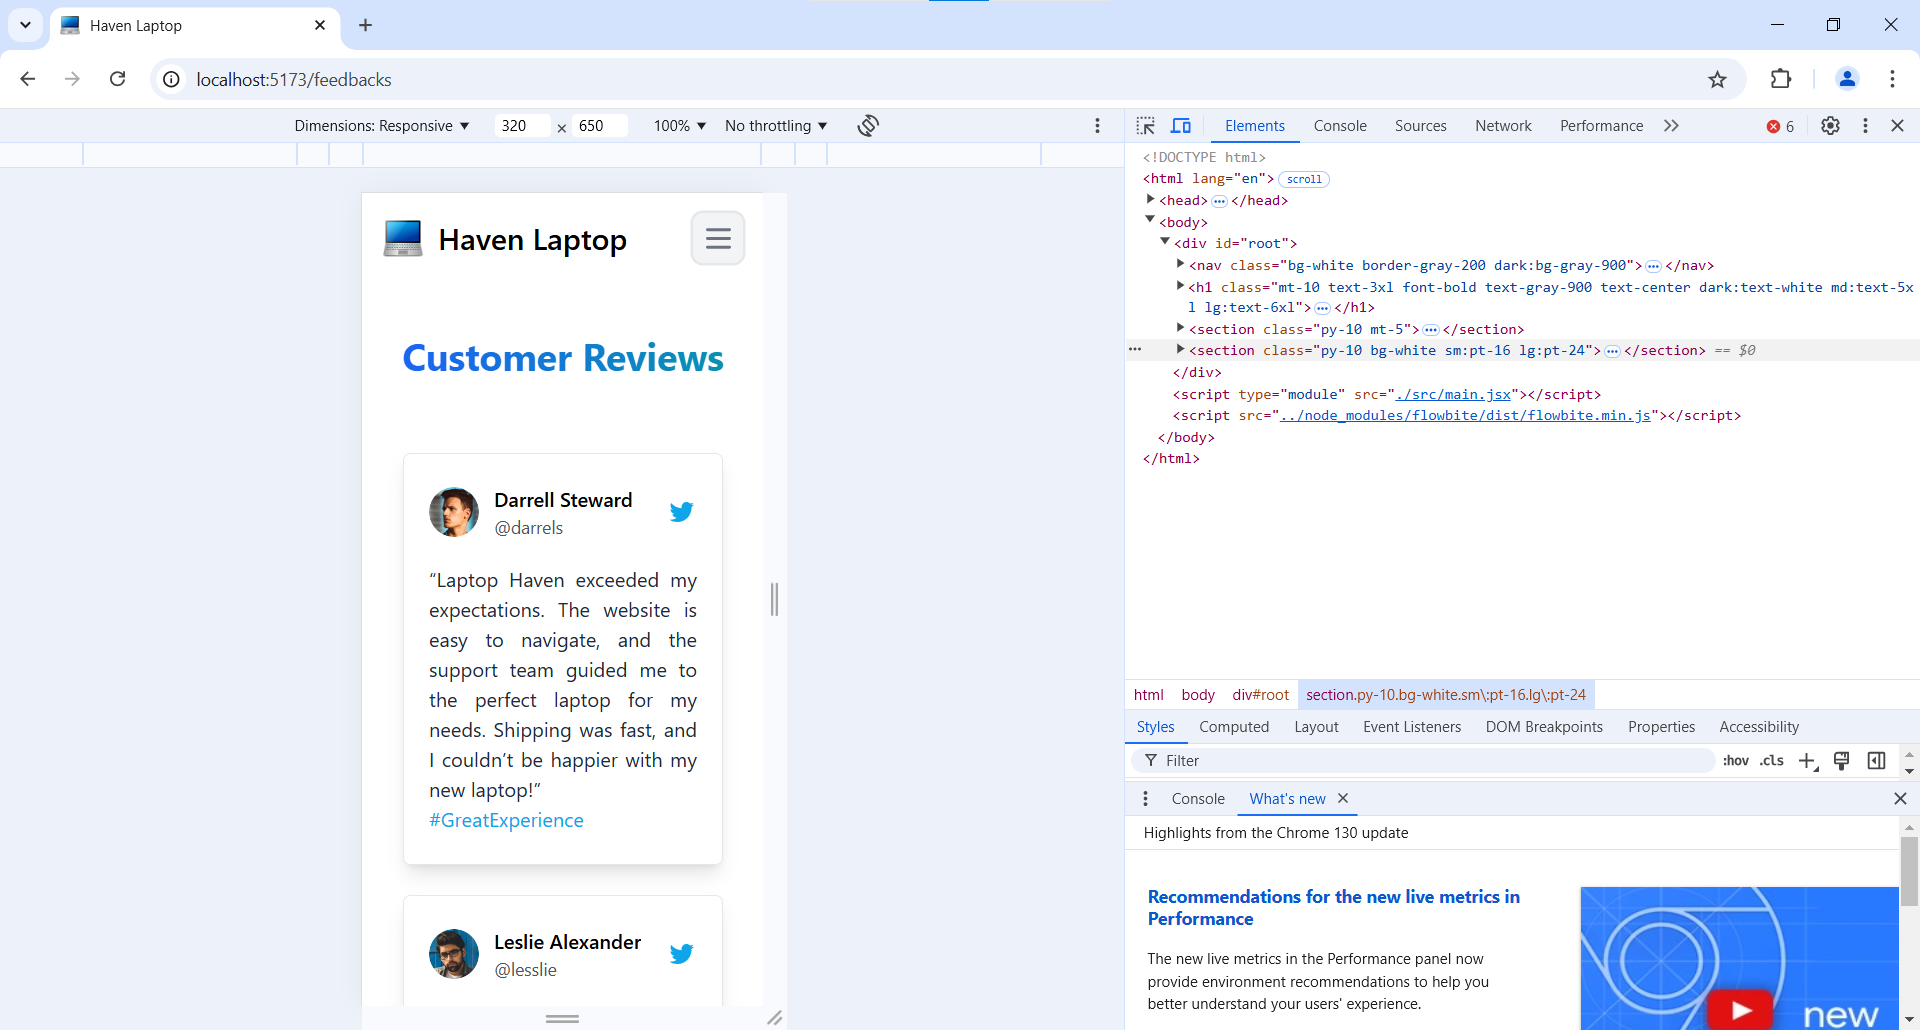 Haven Laptop
localhost:5173/feedbacks
Dimensions: Responsive ▼ 320 × 650 100% ▼ No throttling ▼
Elements Console Sources Network Performance 6
Haven Laptop
Customer Reviews
Darrell Steward
@darrels
“Laptop Haven exceeded my
expectations. The website is
easy to navigate, and the
support team guided me to
the perfect laptop for my
needs. Shipping was fast, and
I couldn’t be happier with my
new laptop!”
#GreatExperience
Leslie Alexander
@lesslie
<!DOCTYPE html>
<html lang="en"> scroll
<head> ••• </head>
<body>
<div id="root">
<nav class="bg-white border-gray-200 dark:bg-gray-900"> ••• </nav>
<h1 class="mt-10 text-3xl font-bold text-gray-900 text-center dark:text-white md:text-5x
l lg:text-6xl"> ••• </h1>
<section class="py-10 mt-5"> ••• </section>
<section class="py-10 bg-white sm:pt-16 lg:pt-24"> ••• </section> == $0
</div>
<script type="module" src="./src/main.jsx"></script>
<script src="../node_modules/flowbite/dist/flowbite.min.js"></script>
</body>
</html>
html body div#root section.py-10.bg-white.sm\:pt-16.lg\:pt-24
Styles Computed Layout Event Listeners DOM Breakpoints Properties Accessibility
Filter :hov .cls
Console What's new
Highlights from the Chrome 130 update
Recommendations for the new live metrics in
Performance
The new live metrics in the Performance panel now
provide environment recommendations to help you
better understand your users' experience.
new